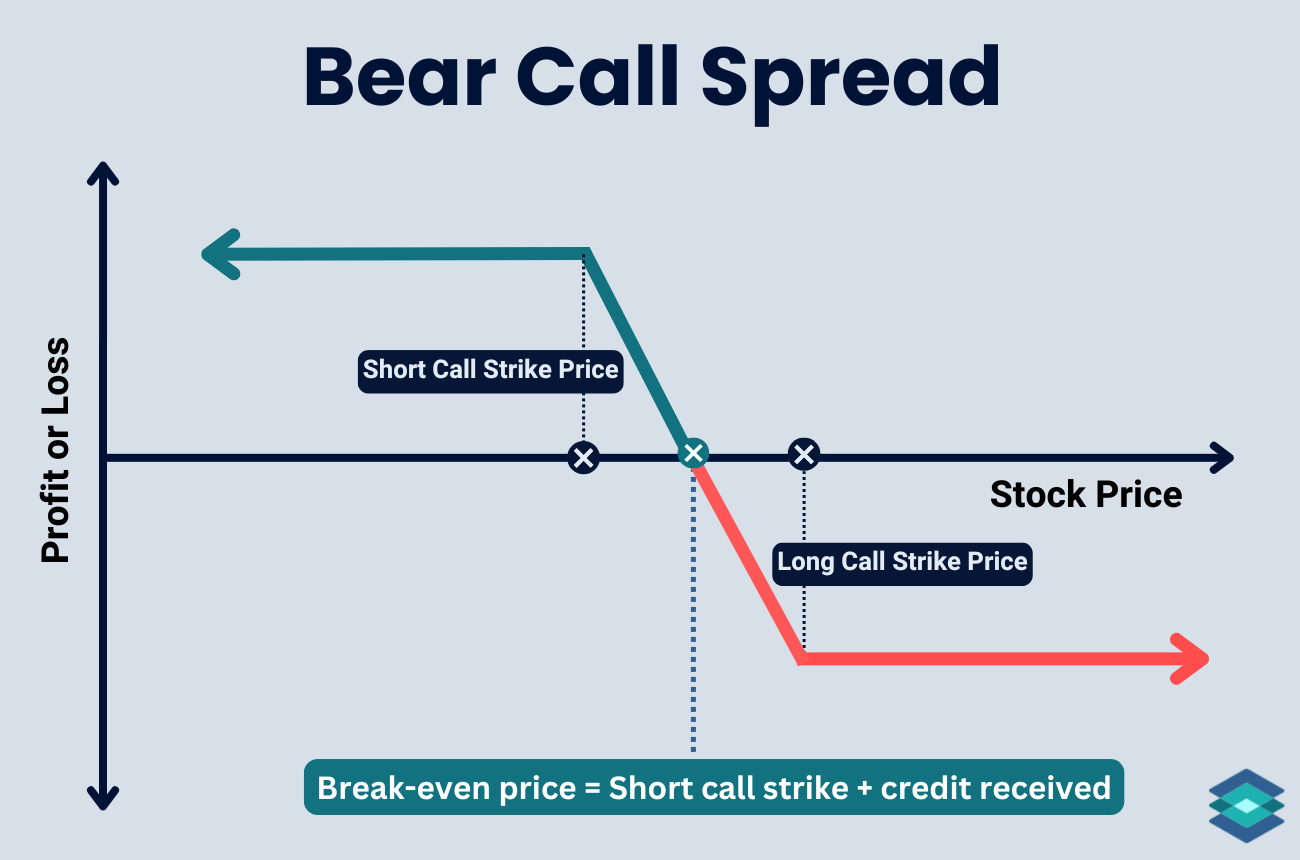 Bear Call Spread
Profit or Loss
Short Call Strike Price
Stock Price
Long Call Strike Price
Break-even price = Short call strike + credit received